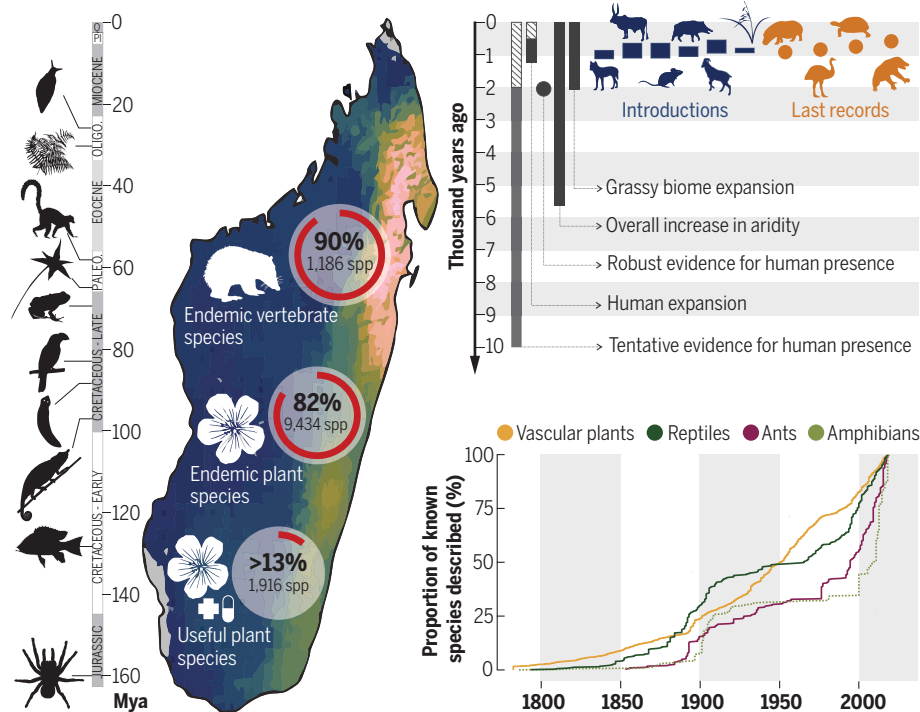 0
20
40
60
80
100
120
140
160
Mya
Q
Pl
MIOCENE
OLIGO.
EOCENE
PALEO.
CRETACEOUS - LATE
CRETACEOUS - EARLY
JURASSIC
90%
1,186 spp
Endemic vertebrate
species
82%
9,434 spp
Endemic plant
species
>13%
1,916 spp
Useful plant
species
Thousand years ago
0
1
2
3
4
5
6
7
8
9
10
Introductions
Last records
Grassy biome expansion
Overall increase in aridity
Robust evidence for human presence
Human expansion
Tentative evidence for human presence
Vascular plants
Reptiles
Ants
Amphibians
Proportion of known
species described (%)
100
75
50
25
0
1800
1850
1900
1950
2000